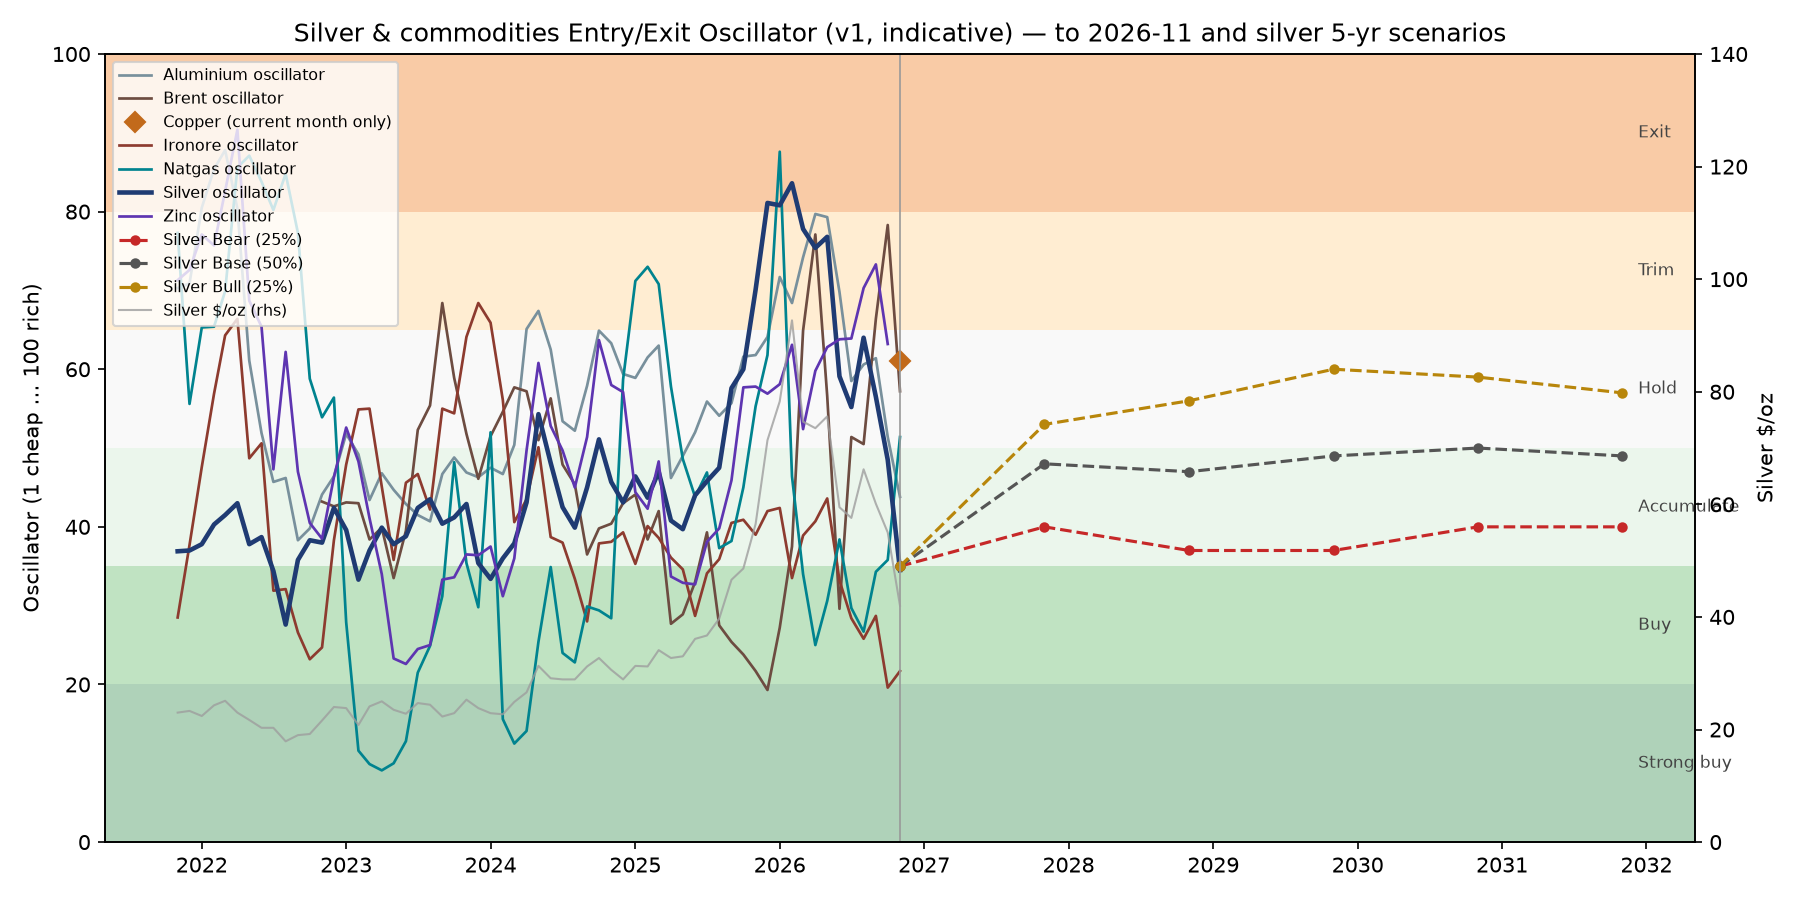 Silver & commodities Entry/Exit Oscillator (v1, indicative) — to 2026-11 and silver 5-yr scenarios
Oscillator (1 cheap ... 100 rich)
100
80
60
40
20
0
Aluminium oscillator
Brent oscillator
Copper (current month only)
Ironore oscillator
Natgas oscillator
Silver oscillator
Zinc oscillator
Silver Bear (25%)
Silver Base (50%)
Silver Bull (25%)
Silver $/oz (rhs)
Exit
Trim
Hold
Accumulate
Buy
Strong buy
140
120
100
80
60
40
20
0
Silver $/oz
2022
2023
2024
2025
2026
2027
2028
2029
2030
2031
2032